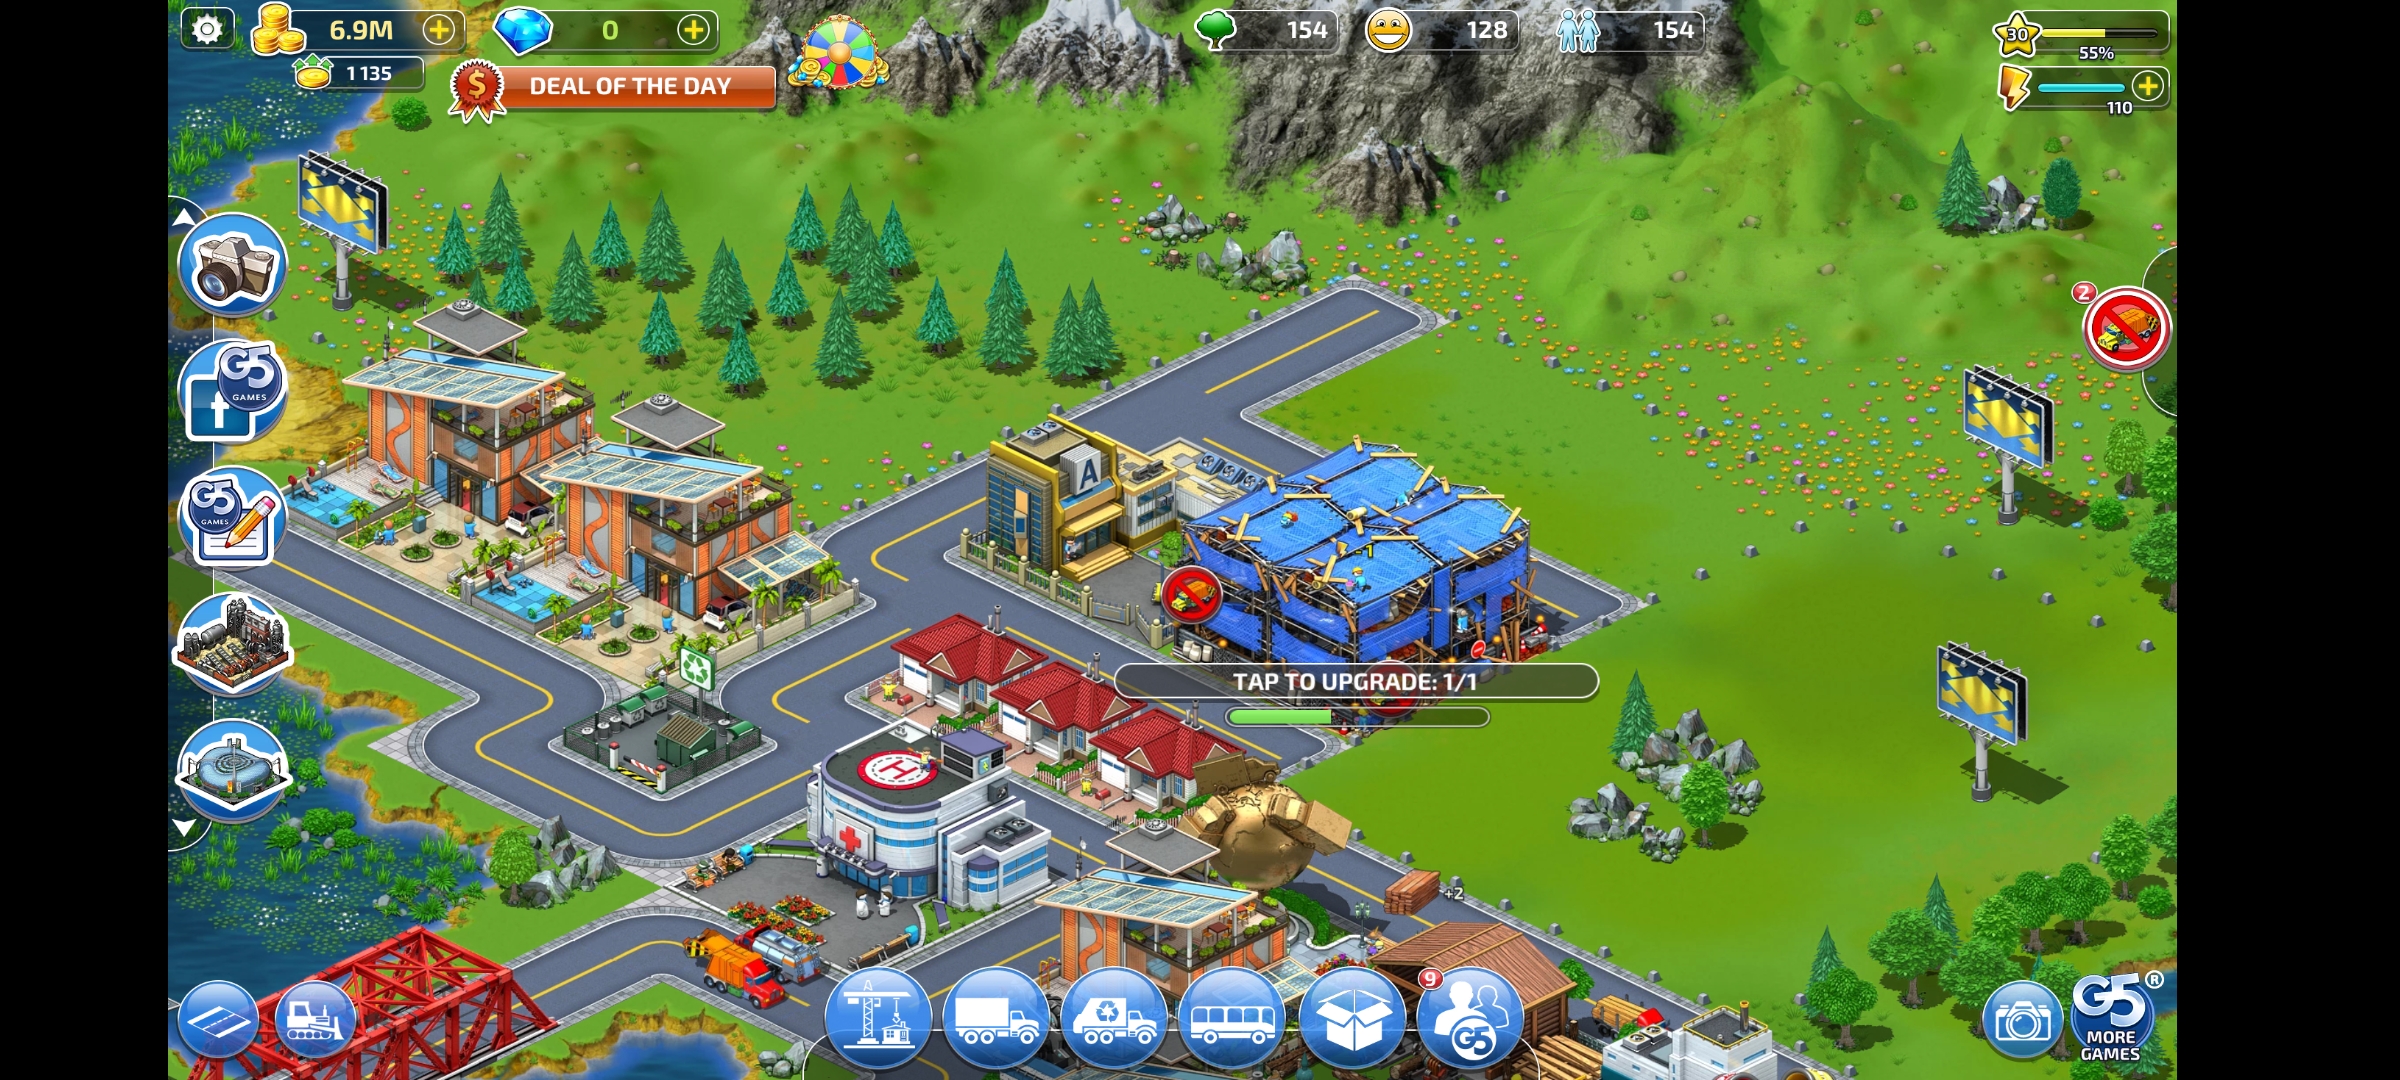 6.9M
0
154
128
154
30
55%
1 135
DEAL OF THE DAY
110
2
G5
GAMES
f
G5
GAMES
A
-1
TAP TO UPGRADE: 1/1
H
+2
9
A
G5
G5®
MORE
GAMES